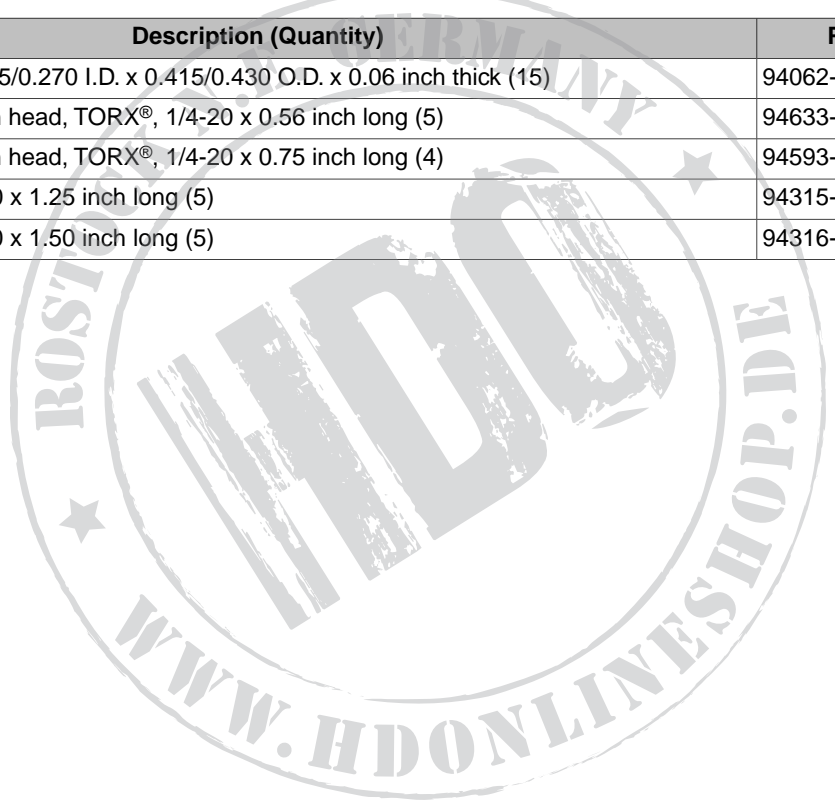 Description (Quantity)
5/0.270 I.D. x 0.415/0.430 O.D. x 0.06 inch thick (15)
94062-
head, TORX®, 1/4-20 x 0.56 inch long (5)
94633-
head, TORX®, 1/4-20 x 0.75 inch long (4)
94593-
x 1.25 inch long (5)
94315-
x 1.50 inch long (5)
94316-
ROSTOCK N.E. GERMANY
HDO
WWW.HDONLINESHOP.DE